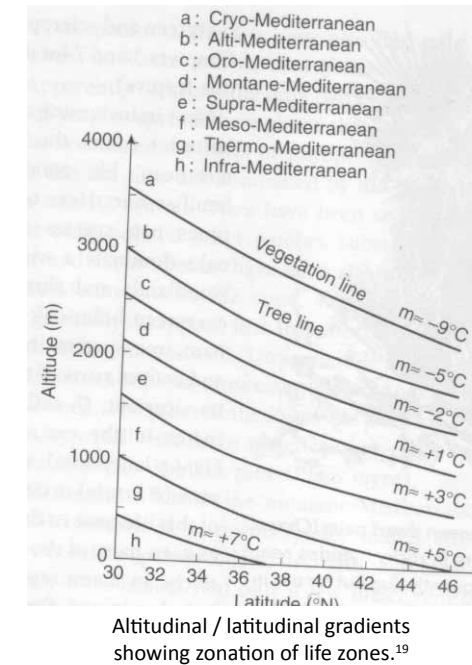 a: Cryo-Mediterranean
b: Alti-Mediterranean
c: Oro-Mediterranean
d: Montane-Mediterranean
e: Supra-Mediterranean
f: Meso-Mediterranean
g: Thermo-Mediterranean
h: Infra-Mediterranean
4000
a
b
Vegetation line
m≃ -9°C
3000
c
Tree line
m≃ -5°C
d
2000
m≃ -2°C
e
m≃ +1°C
f
1000
m≃ +3°C
g
h
m≃ +7°C
m≃ +5°C
0
Altitude (m)
30 32 34 36 38 40 42 44 46
Latitude (°N)
Altitudinal / latitudinal gradients
showing zonation of life zones.19